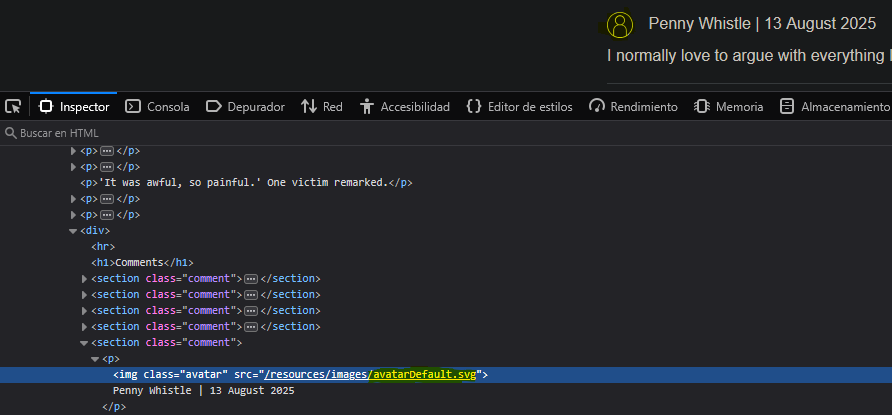 Penny Whistle | 13 August 2025
I normally love to argue with everything
Inspector Consola Depurador Red Accesibilidad Editor de estilos Rendimiento Memoria Almacenamiento
Buscar en HTML
<p>···</p>
<p>···</p>
<p>'It was awful, so painful.' One victim remarked.</p>
<p>···</p>
<p>···</p>
<div>
<hr>
<h1>Comments</h1>
<section class="comment">···</section>
<section class="comment">···</section>
<section class="comment">···</section>
<section class="comment">···</section>
<section class="comment">
<p>
<img class="avatar" src="/resources/images/avatarDefault.svg">
Penny Whistle | 13 August 2025
</p>